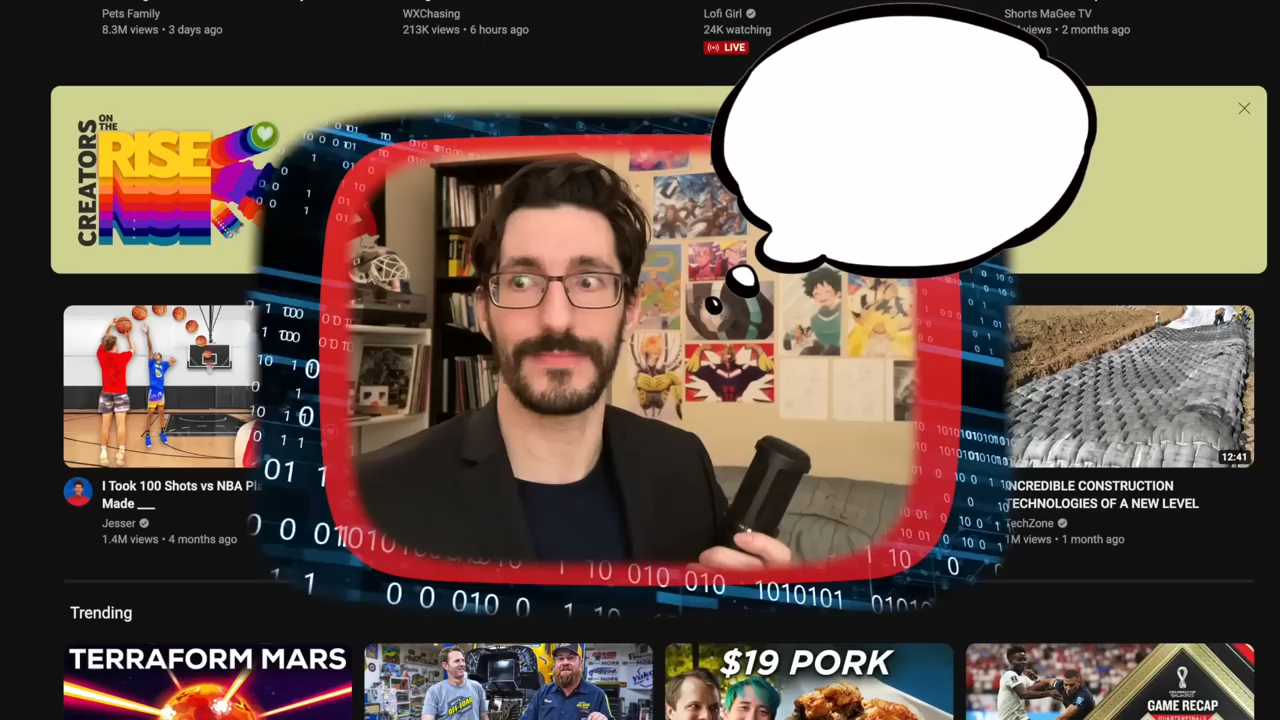 Pets Family
8.3M views • 3 days ago
WXChasing
213K views • 6 hours ago
Lofi Girl
24K watching
LIVE
Shorts MaGee TV
views • 2 months ago
CREATORS
ON
THE
RISE
I Took 100 Shots vs NBA
Made ___
Jesser
1.4M views • 4 months ago
12:41
INCREDIBLE CONSTRUCTION
TECHNOLOGIES OF A NEW LEVEL
TechZone
1M views • 1 month ago
Trending
TERRAFORM MARS
$19 PORK
GAME RECAP
QUARTERFINALS